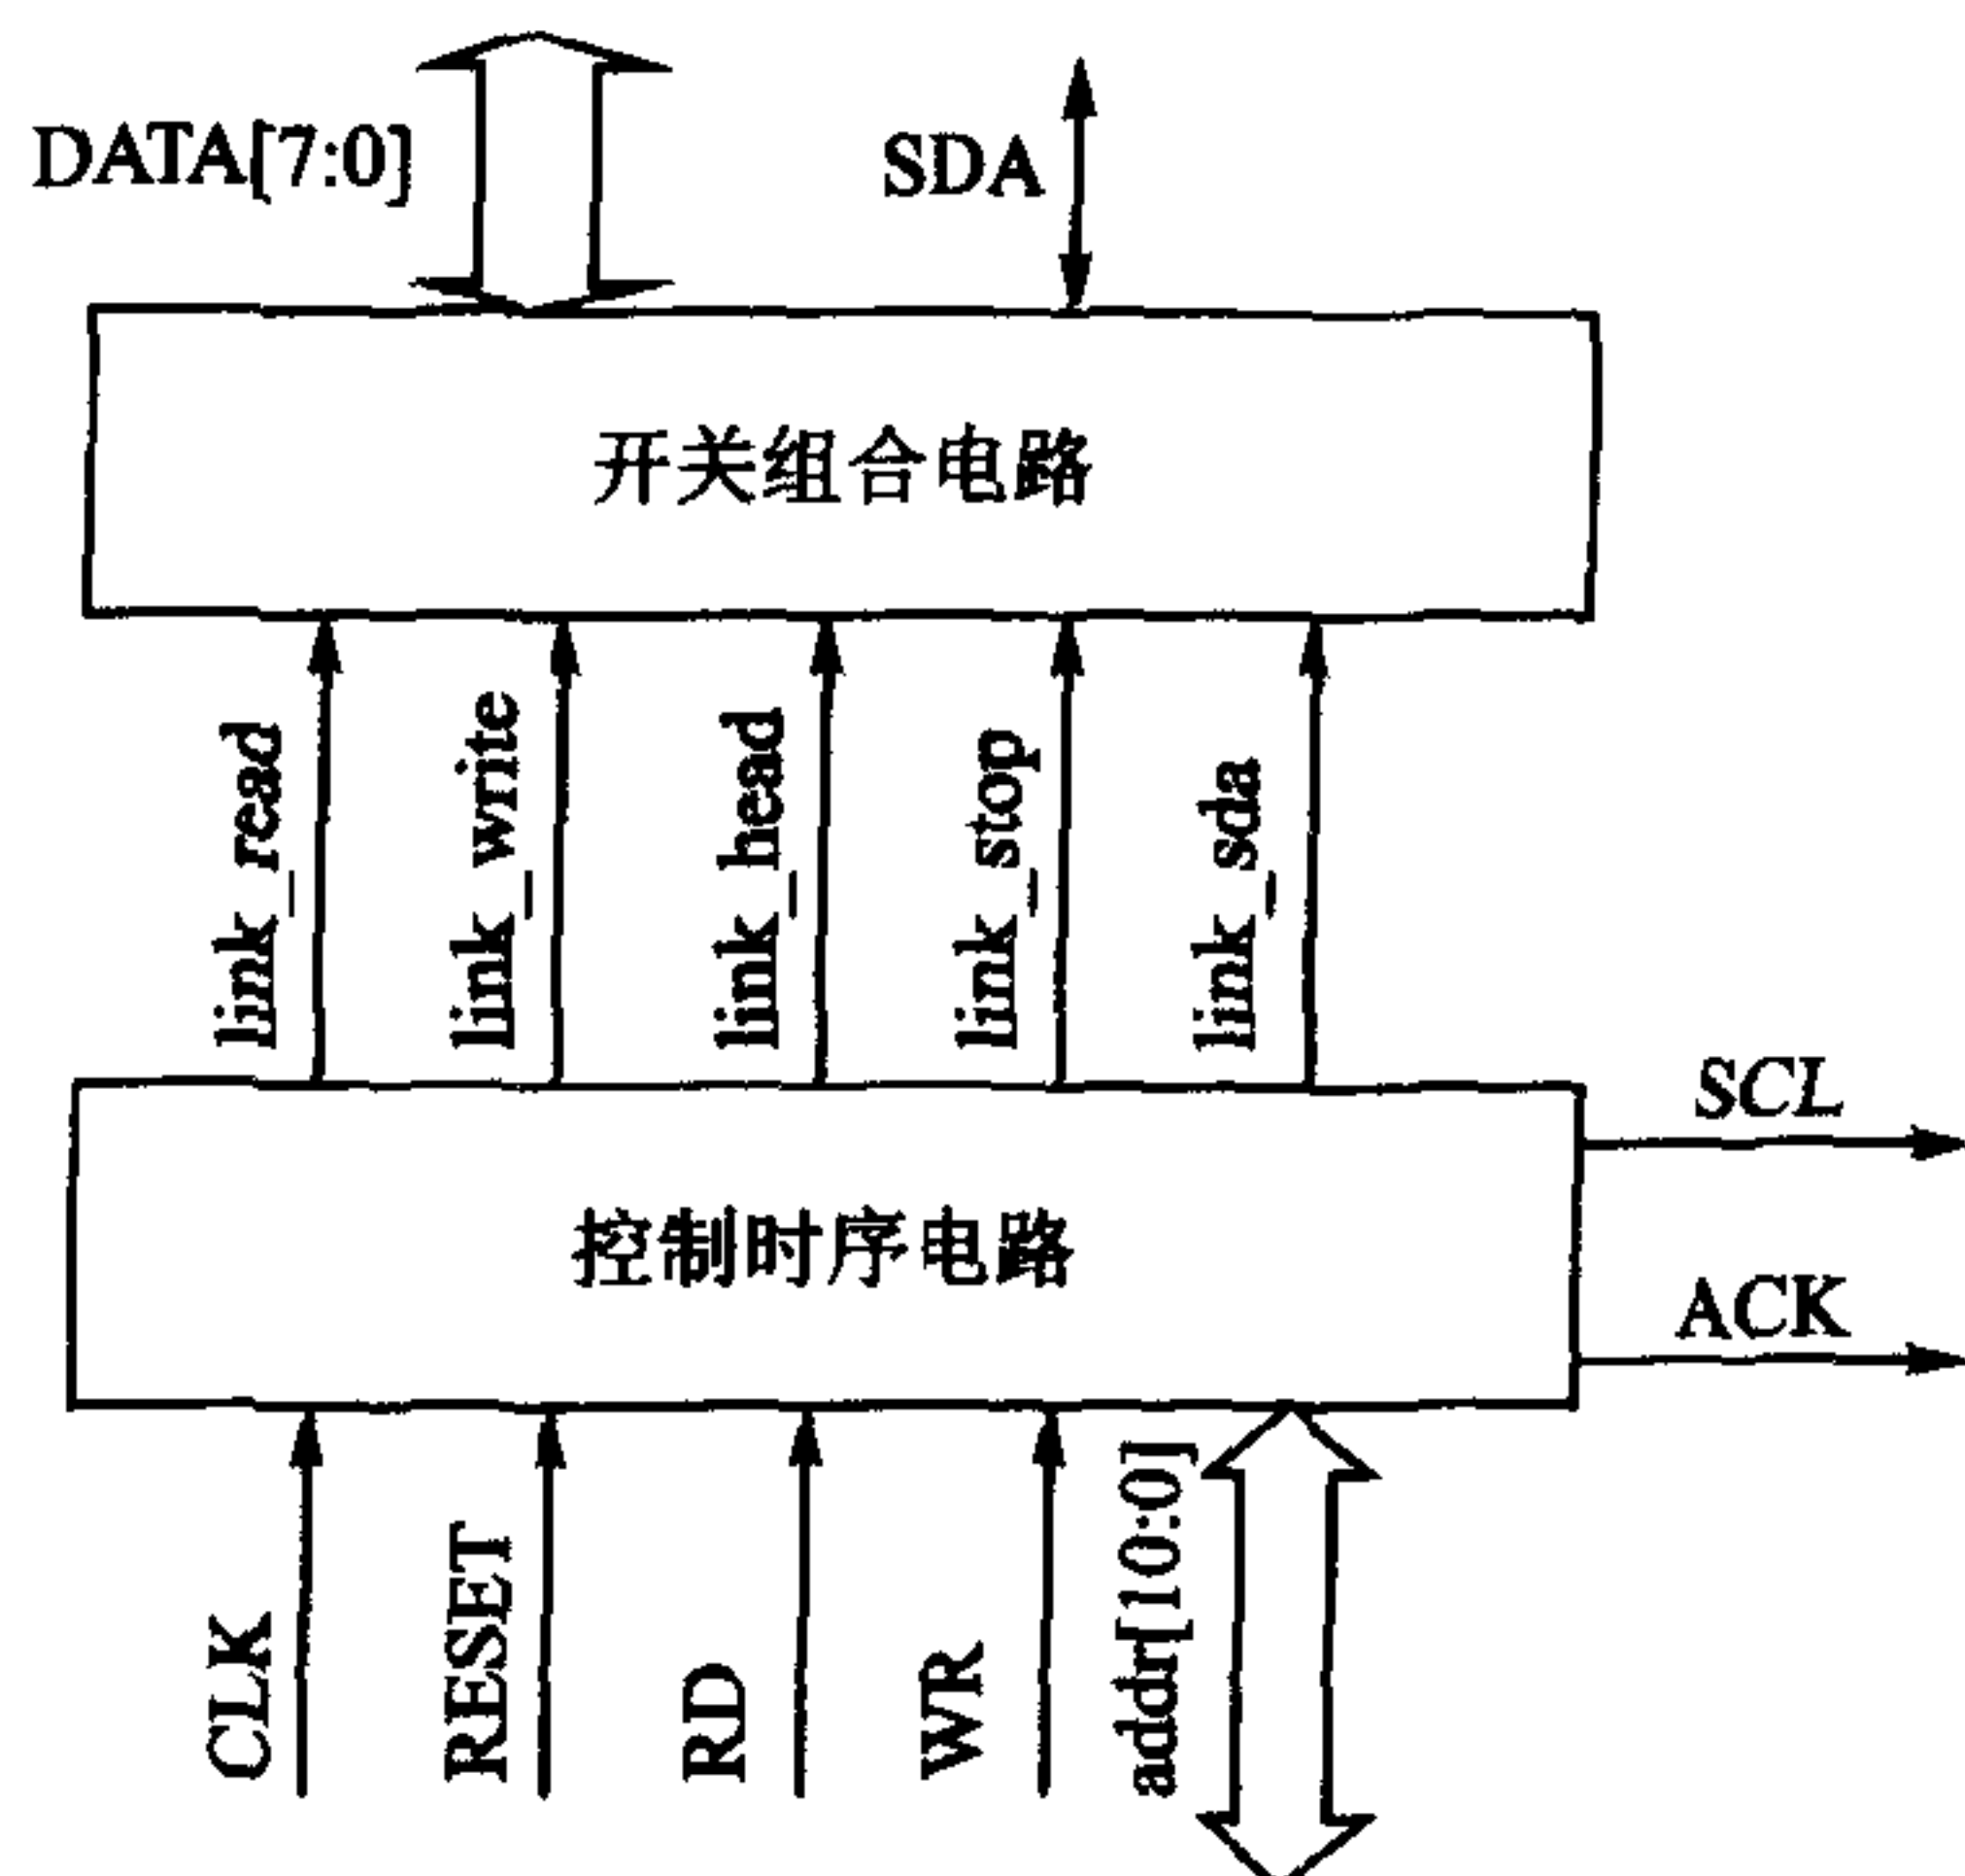 DATA[7:0]
SDA
开关组合电路
link_read
link_write
link_head
link_stop
link_sda
SCL
控制时序电路
ACK
CLK
RESET
RD
WR
addr[10:0]